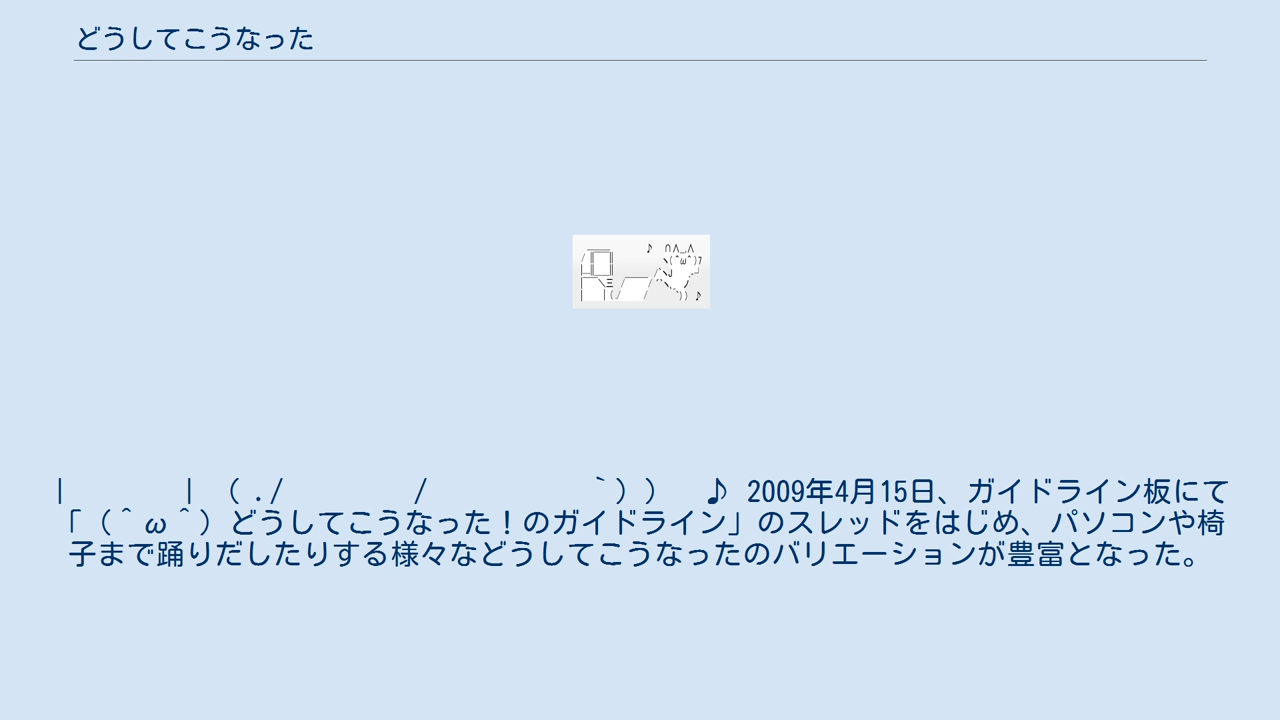 どうしてこうなった
♪ ∩∧_,∧
ヽ(＾ω＾)7
(./ / `)) ♪
|　　　　|　( ./　　　　/　　　　　｀) )　♪ 2009年4月15日、ガイドライン板にて
「（＾ω＾）どうしてこうなった！のガイドライン」のスレッドをはじめ、パソコンや椅
子まで踊りだしたりする様々などうしてこうなったのバリエーションが豊富となった。